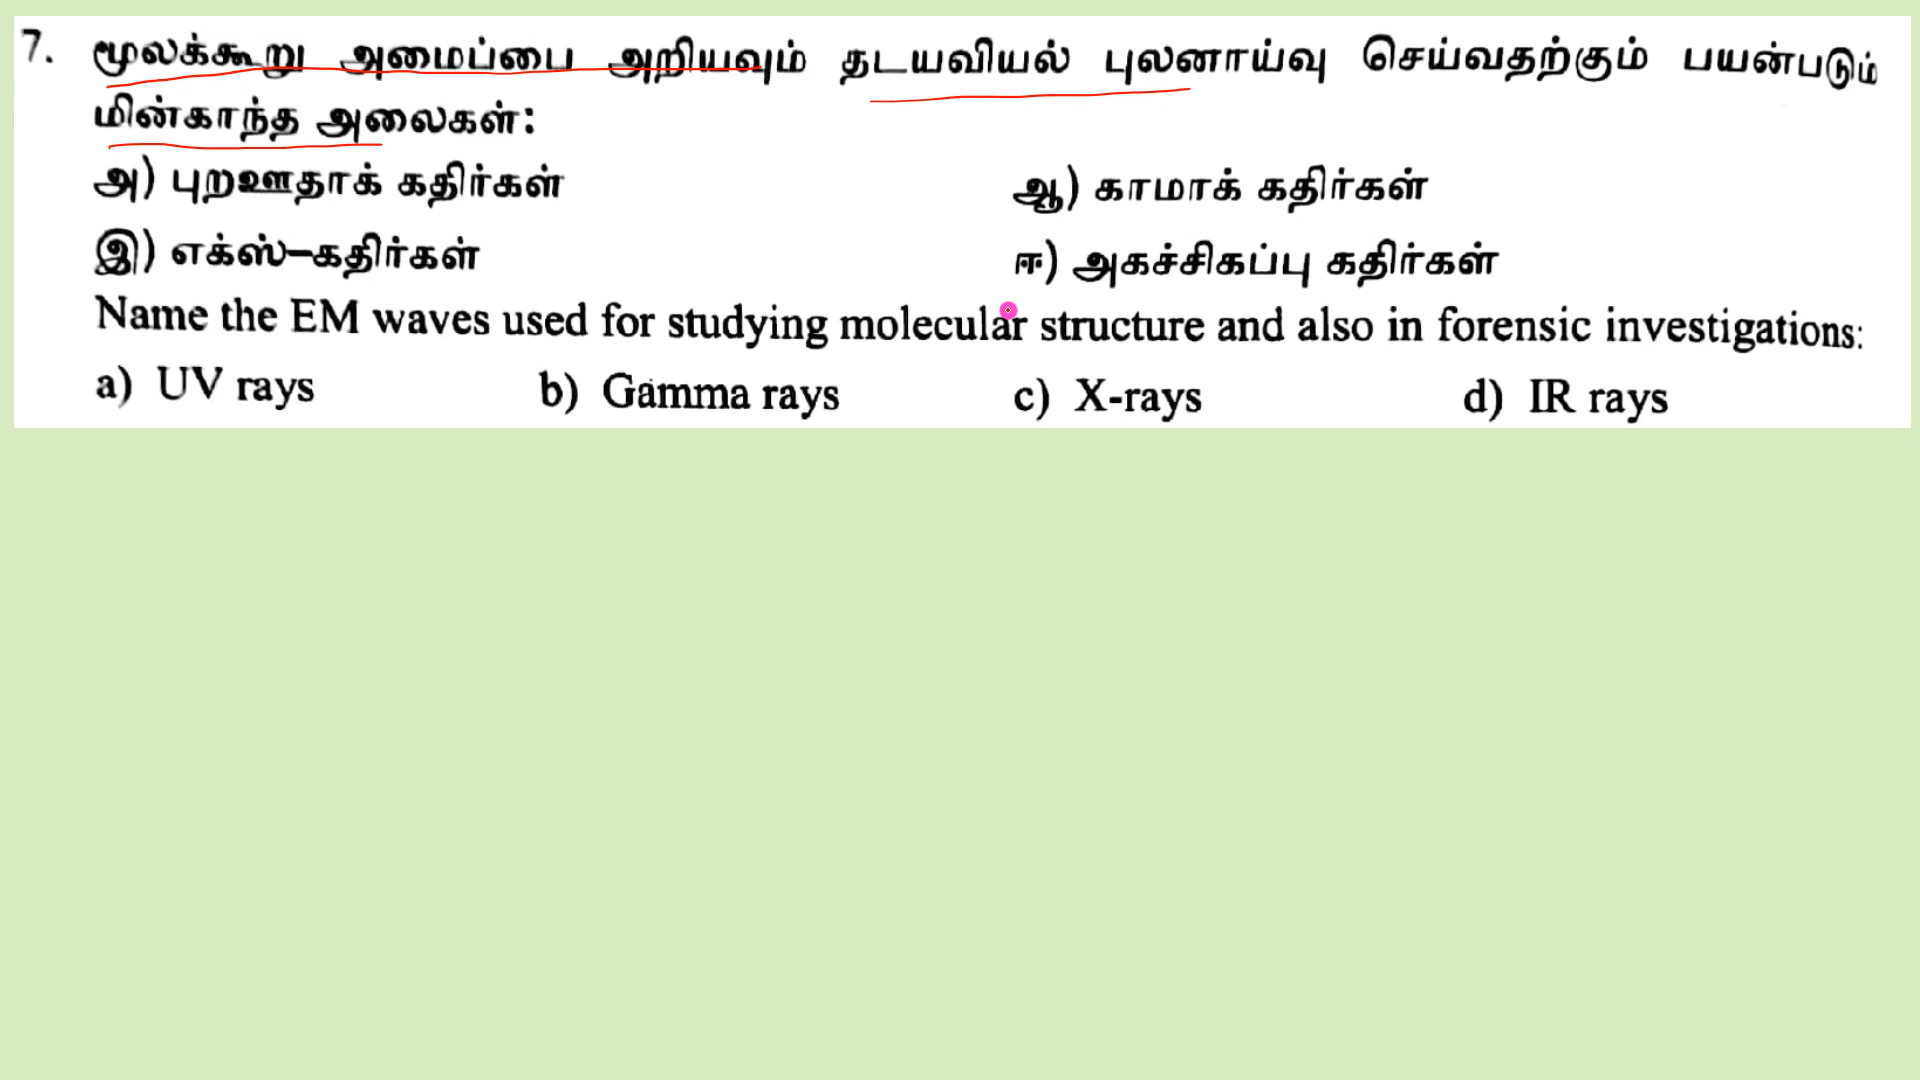 7. மூலக்கூறு அமைப்பை அறியவும் தடயவியல் புலனாய்வு செய்வதற்கும் பயன்படும்
மின்காந்த அலைகள்:
அ) புறஊதாக் கதிர்கள் ஆ) காமாக் கதிர்கள்
இ) எக்ஸ்–கதிர்கள் ஈ) அகச்சிகப்பு கதிர்கள்
Name the EM waves used for studying molecular structure and also in forensic investigations:
a) UV rays b) Gamma rays c) X-rays d) IR rays